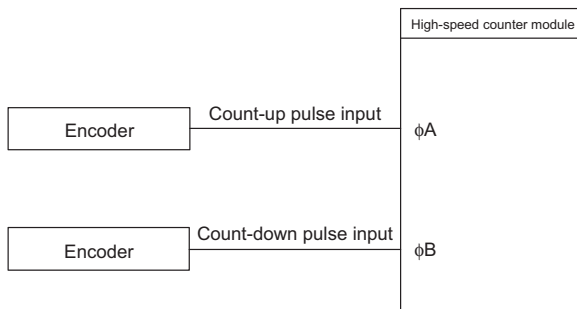 High-speed counter module
Count-up pulse input
Encoder
ϕA
Count-down pulse input
Encoder
ϕB